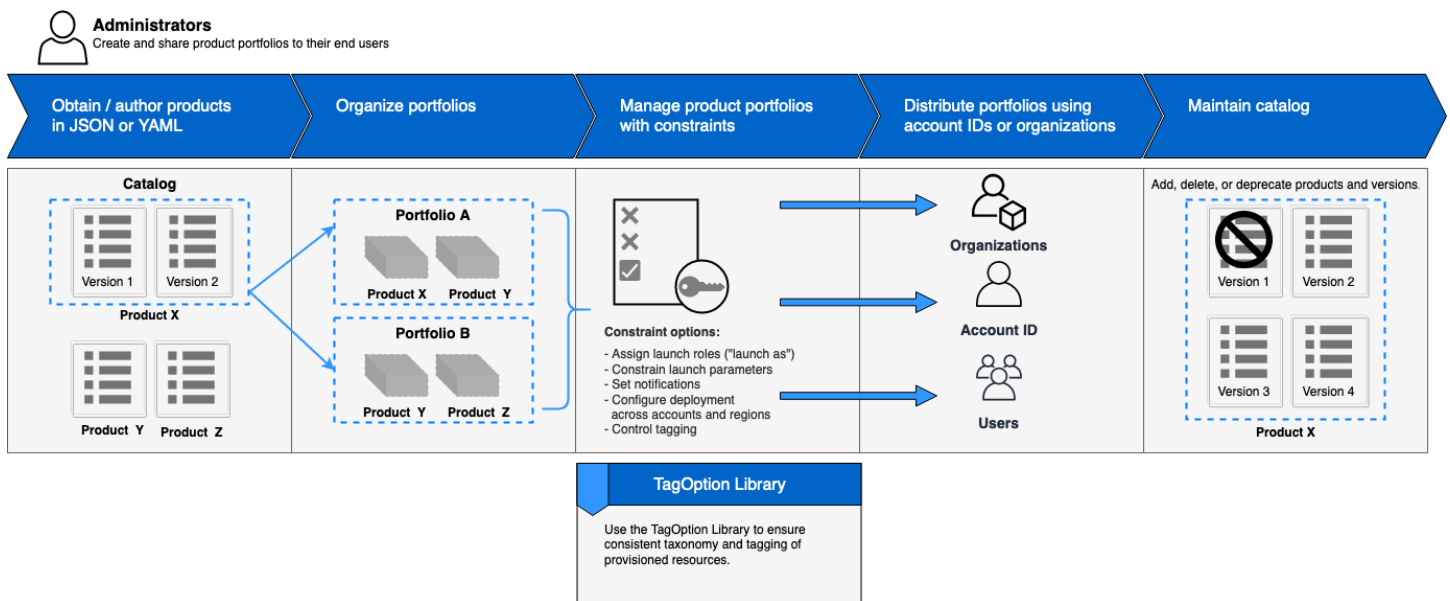 Administrators
Create and share product portfolios to their end users
Obtain / author products
in JSON or YAML
Organize portfolios
Manage product portfolios
with constraints
Distribute portfolios using
account IDs or organizations
Maintain catalog
Catalog
Version 1
Version 2
Product X
Product Y
Product Z
Portfolio A
Product X
Product Y
Portfolio B
Product Y
Product Z
Constraint options:
- Assign launch roles ("launch as")
- Constrain launch parameters
- Set notifications
- Configure deployment
across accounts and regions
- Control tagging
Organizations
Account ID
Users
Add, delete, or deprecate products and versions.
Version 1
Version 2
Version 3
Version 4
Product X
TagOption Library
Use the TagOption Library to ensure
consistent taxonomy and tagging of
provisioned resources.